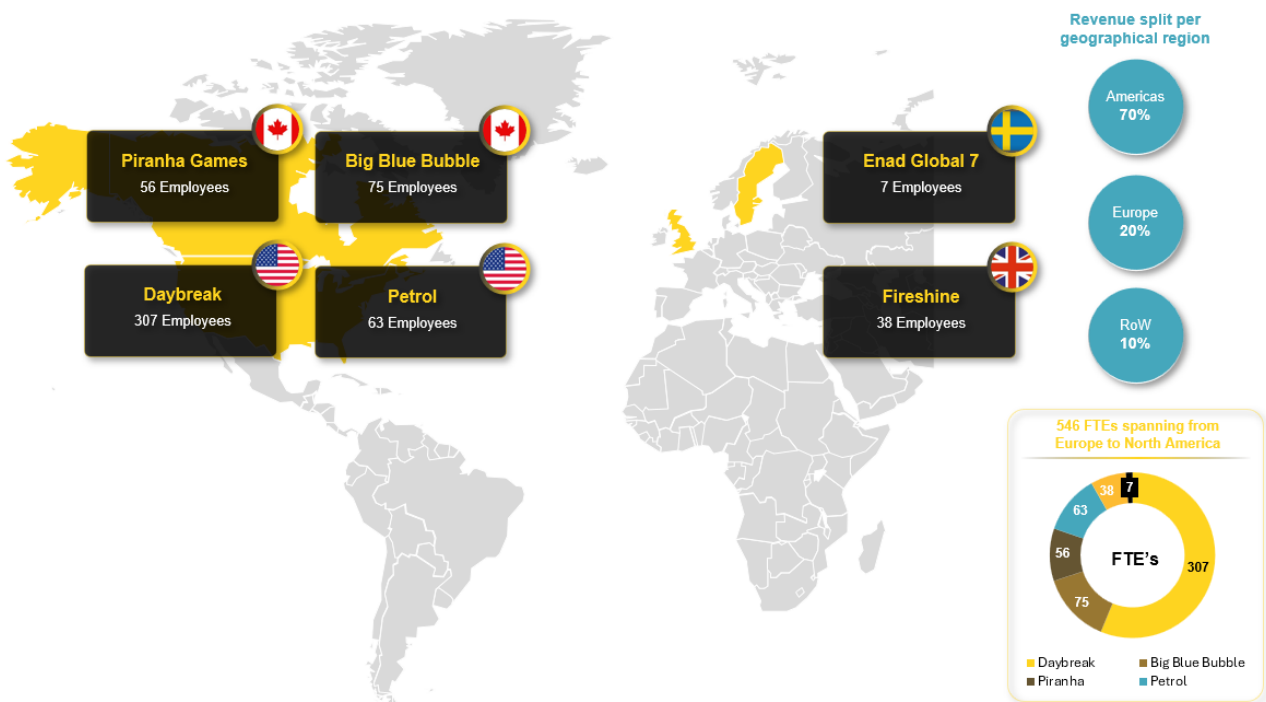 Revenue split per
geographical region
Americas
70%
Europe
20%
RoW
10%
Piranha Games
56 Employees
Big Blue Bubble
75 Employees
Enad Global 7
7 Employees
Daybreak
307 Employees
Petrol
63 Employees
Fireshine
38 Employees
546 FTEs spanning from
Europe to North America
38
7
63
56
75
307
FTE's
Daybreak
Big Blue Bubble
Piranha
Petrol